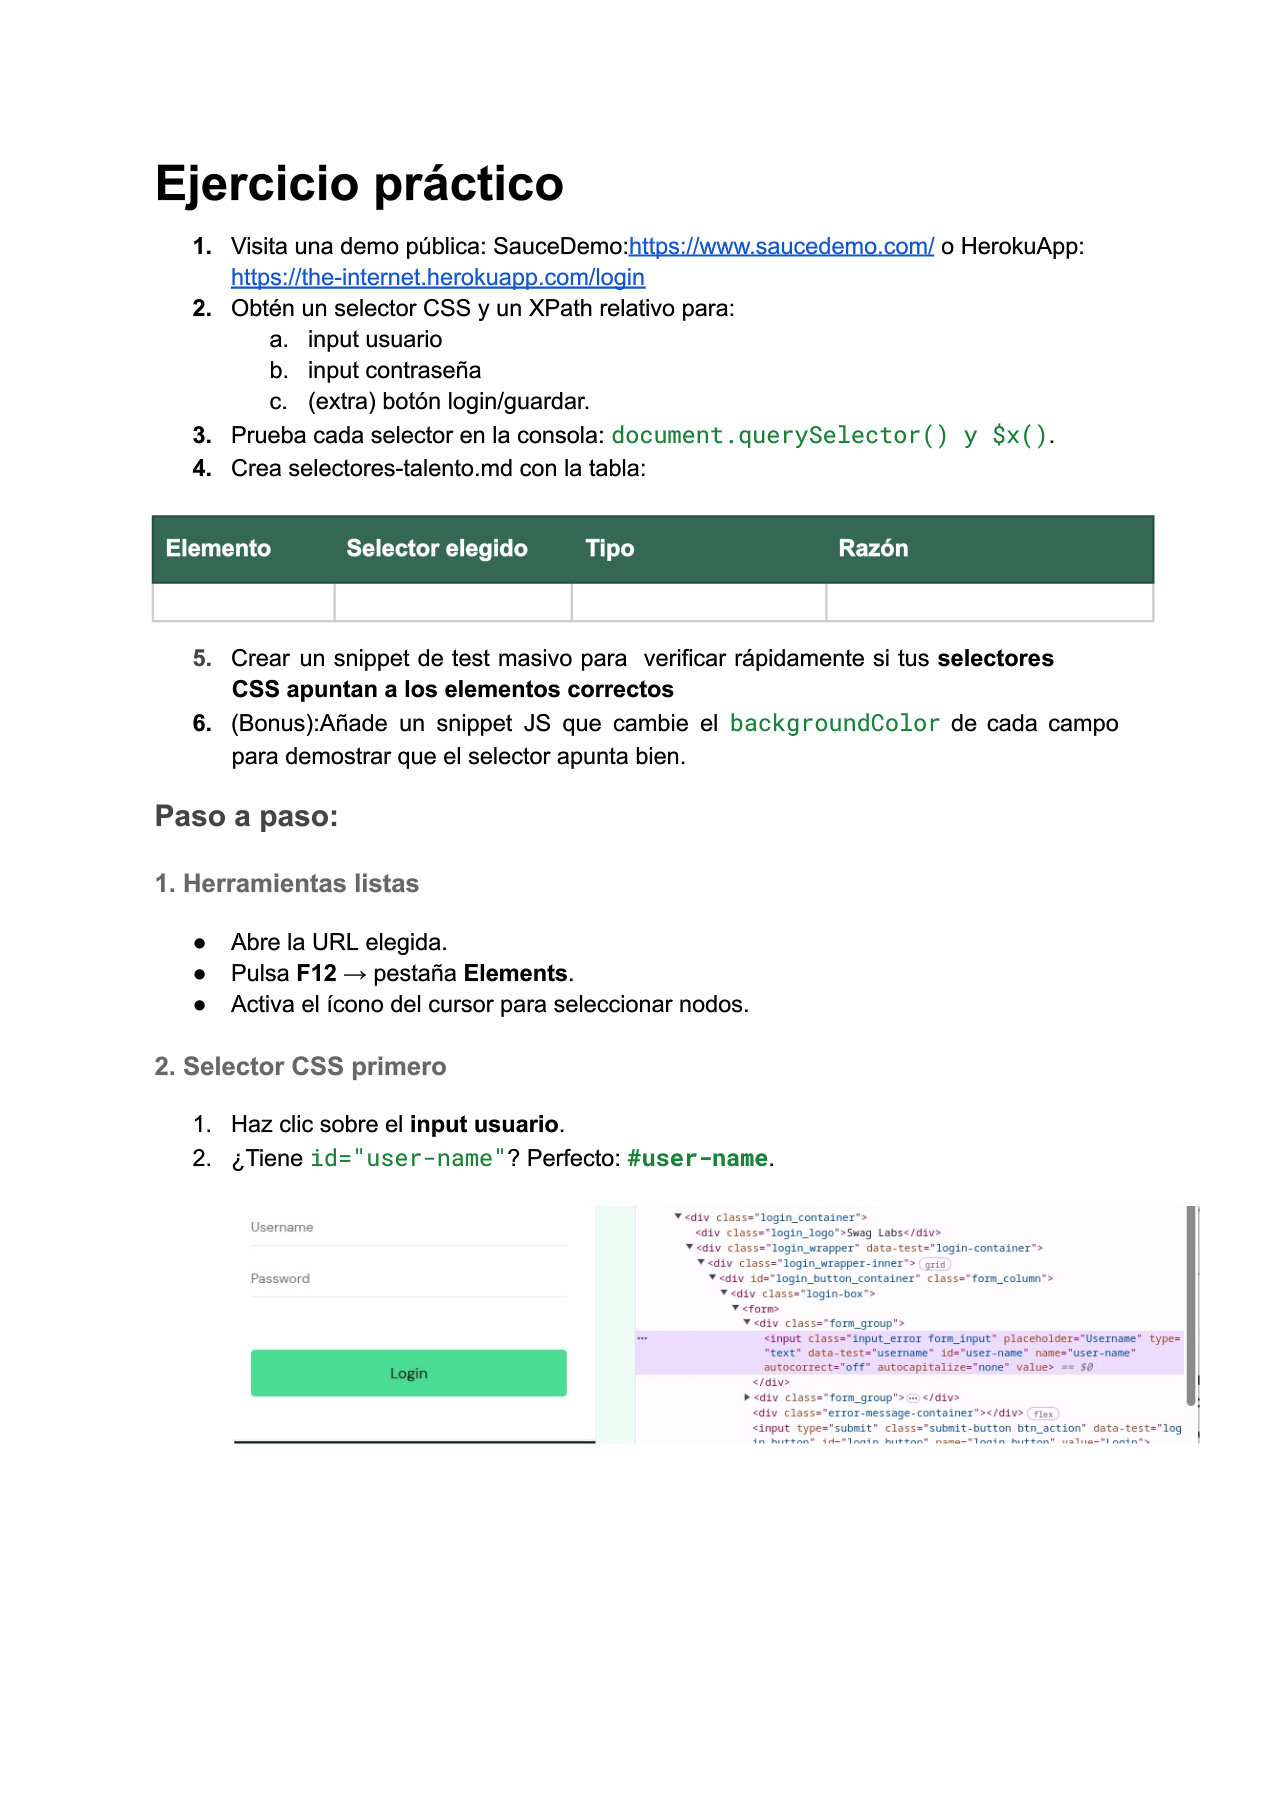 Ejercicio práctico
1. Visita una demo pública: SauceDemo:https://www.saucedemo.com/ o HerokuApp:
https://the-internet.herokuapp.com/login
2. Obtén un selector CSS y un XPath relativo para:
a. input usuario
b. input contraseña
c. (extra) botón login/guardar.
3. Prueba cada selector en la consola: document.querySelector() y $x().
4. Crea selectores-talento.md con la tabla:
Elemento Selector elegido Tipo Razón
5. Crear un snippet de test masivo para verificar rápidamente si tus selectores
CSS apuntan a los elementos correctos
6. (Bonus):Añade un snippet JS que cambie el backgroundColor de cada campo
para demostrar que el selector apunta bien.
Paso a paso:
1. Herramientas listas
● Abre la URL elegida.
● Pulsa F12 → pestaña Elements.
● Activa el ícono del cursor para seleccionar nodos.
2. Selector CSS primero
1. Haz clic sobre el input usuario.
2. ¿Tiene id="user-name"? Perfecto: #user-name.
Username
Password
Login
▼<div class="login_container">
<div class="login_logo">Swag Labs</div>
▼<div class="login_wrapper" data-test="login-container">
▼<div class="login_wrapper-inner"> grid
▼<div id="login_button_container" class="form_column">
▼<div class="login-box">
▼<form>
▼<div class="form_group">
… <input class="input_error form_input" placeholder="Username" type=
"text" data-test="username" id="user-name" name="user-name"
autocorrect="off" autocapitalize="none" value> == $0
</div>
▶<div class="form_group"> … </div>
<div class="error-message-container"></div> flex
<input type="submit" class="submit-button btn_action" data-test="log
in-button" id="login-button" name="login-button" value="Login">